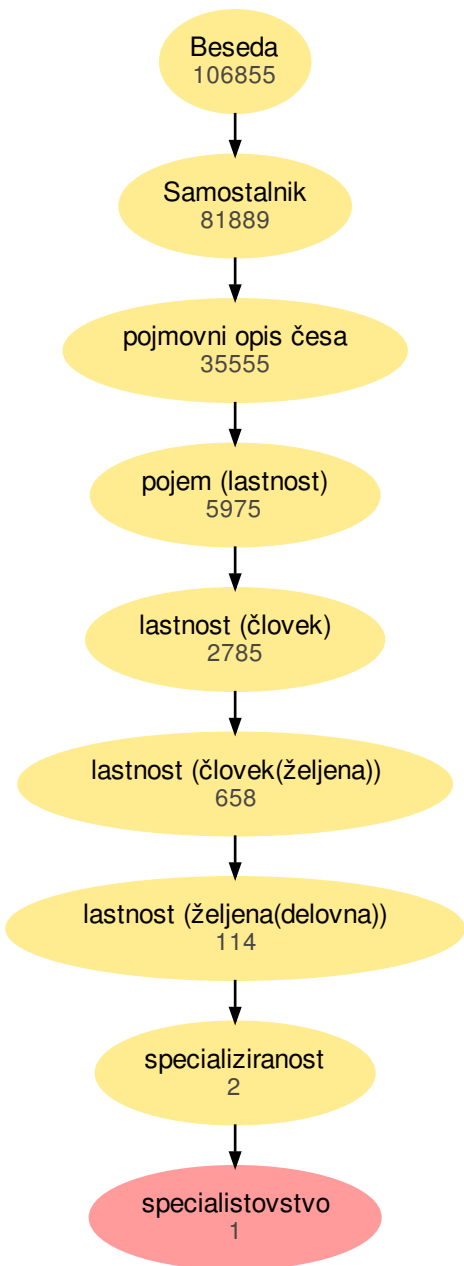 Beseda
106855
Samostalnik
81889
pojmovni opis česa
35555
pojem (lastnost)
5975
lastnost (človek)
2785
lastnost (človek(željena))
658
lastnost (željena(delovna))
114
specializiranost
2
specialistovstvo
1